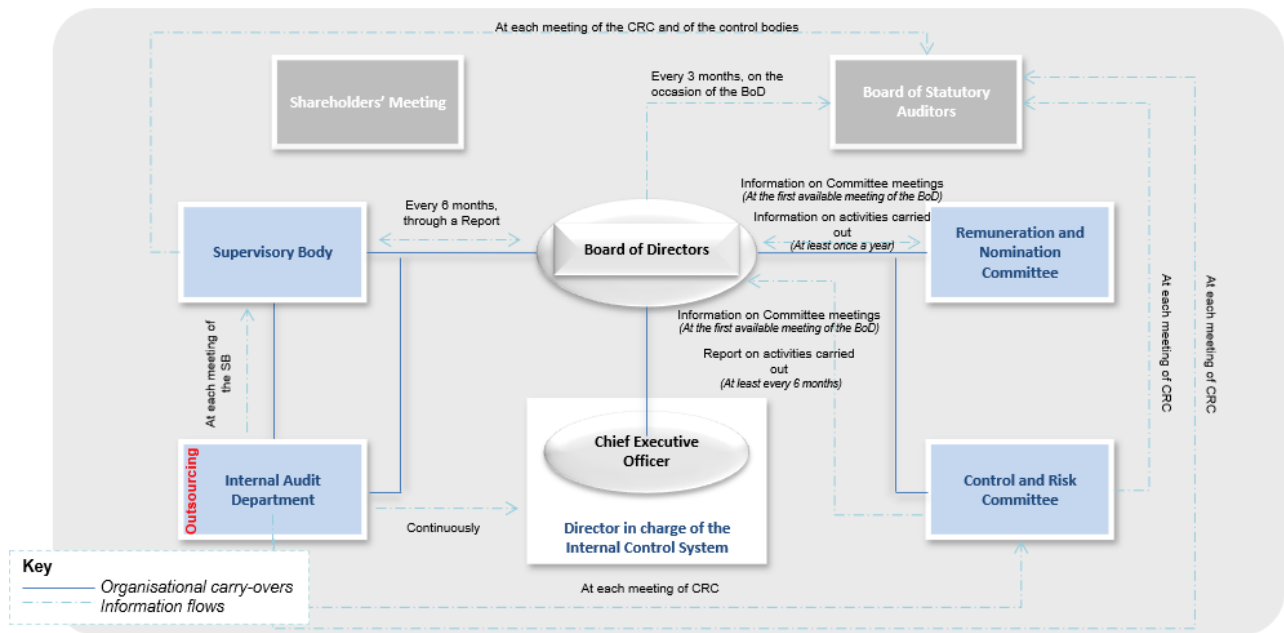 At each meeting of the CRC and of the control bodies
Every 3 months, on the
occasion of the BoD
Shareholders’ Meeting
Board of Statutory
Auditors
Information on Committee meetings
(At the first available meeting of the BoD)
Every 6 months,
through a Report
Information on activities carried
out
(At least once a year)
Supervisory Body
Board of Directors
Remuneration and
Nomination
Committee
Information on Committee meetings
(At the first available meeting of the BoD)
Report on activities carried
out
(At least every 6 months)
At each meeting of
the SB
At each meeting of CRC
At each meeting of CRC
Chief Executive
Officer
Outsourcing
Internal Audit
Department
Control and Risk
Committee
Continuously
Director in charge of the
Internal Control System
Key
Organisational carry-overs
Information flows
At each meeting of CRC